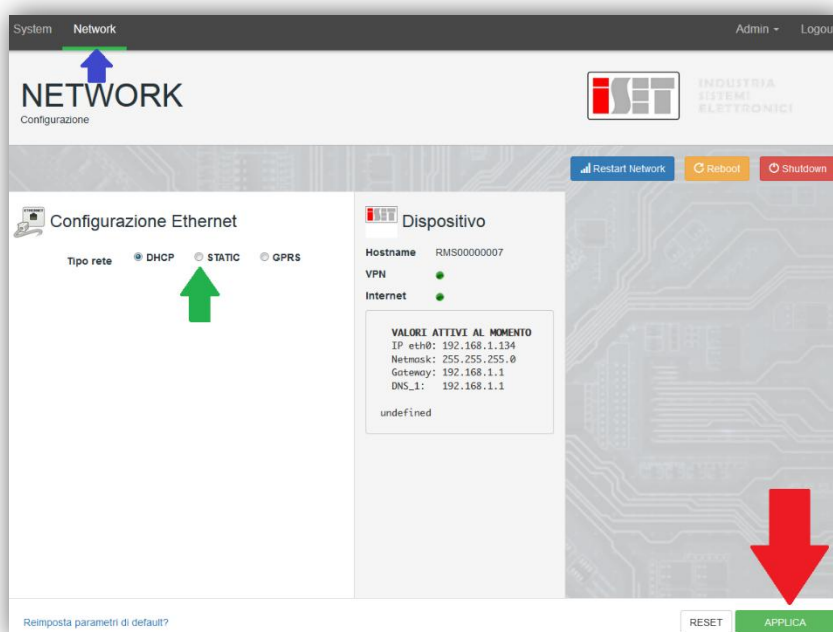 System Network Admin Logou
NETWORK
Configurazione
iSET
INDUSTRIA
SISTEMI
ELETTRONICI
Restart Network Reboot Shutdown
Configurazione Ethernet
Tipo rete DHCP STATIC GPRS
Dispositivo
Hostname RMS00000007
VPN
Internet
VALORI ATTIVI AL MOMENTO
IP eth0: 192.168.1.134
Netmask: 255.255.255.0
Gateway: 192.168.1.1
DNS_1: 192.168.1.1
undefined
Reimposta parametri di default?
RESET APPLICA